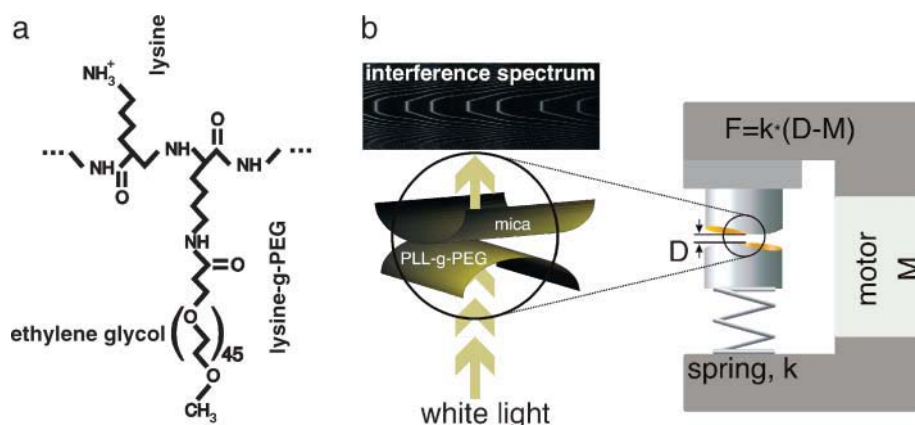 a
lysine
NH3+
O
NH
NH
O
NH
O
NH
O
lysine-g-PEG
ethylene glycol
O
45
O
CH3
b
interference spectrum
mica
PLL-g-PEG
white light
F=k*(D-M)
D
motor
M
spring, k